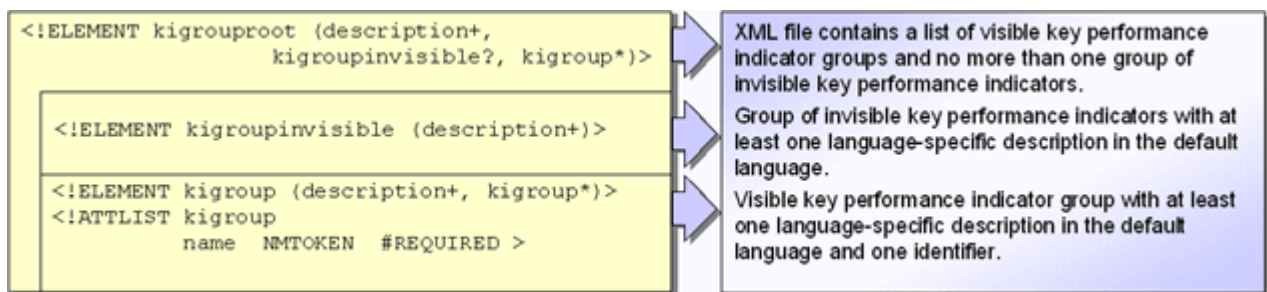 <!ELEMENT kigrouproot (description+,
kigroupinvisible?, kigroup*)>
<!ELEMENT kigroupinvisible (description+)>
<!ELEMENT kigroup (description+, kigroup*)>
<!ATTLIST kigroup
name NMTOKEN #REQUIRED >
XML file contains a list of visible key performance
indicator groups and no more than one group of
invisible key performance indicators.
Group of invisible key performance indicators with at
least one language-specific description in the default
language.
Visible key performance indicator group with at least
one language-specific description in the default
language and one identifier.